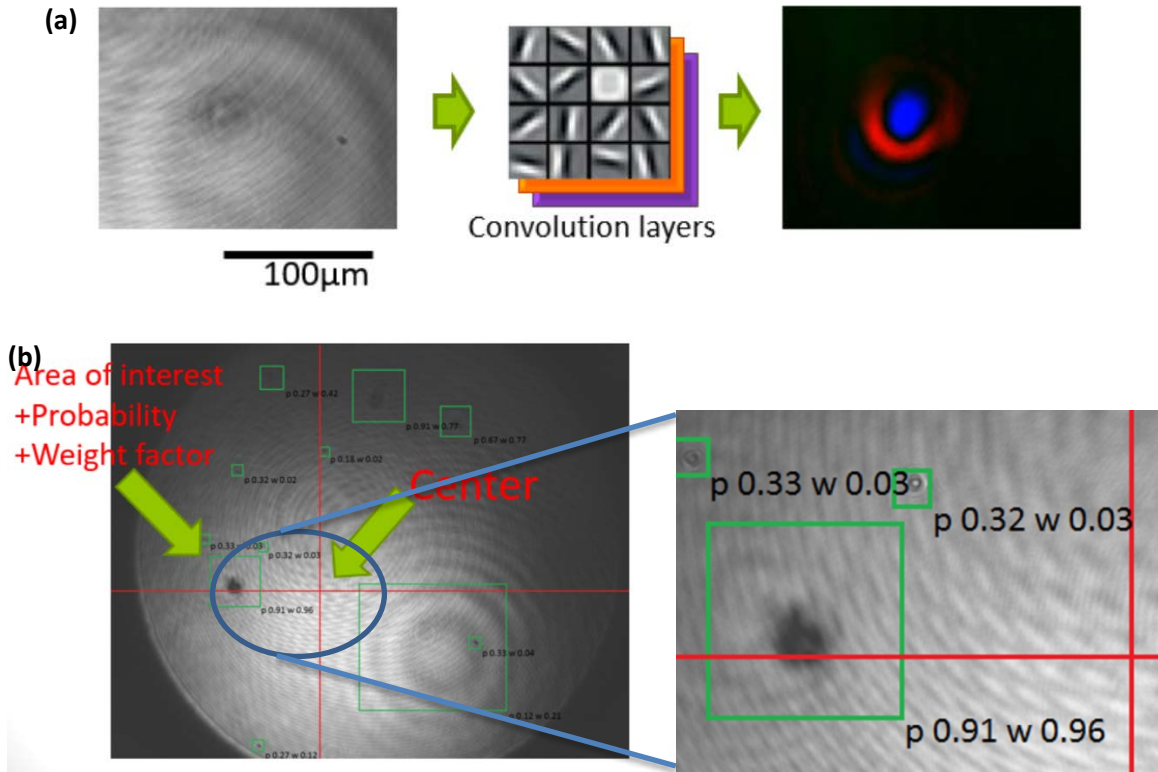 (a)
Convolution layers
100μm
(b)
Area of interest
+Probability
+Weight factor
Center
p 0.27 w 0.42
p 0.91 w 0.77
p 0.67 w 0.77
p 0.18 w 0.02
p 0.32 w 0.02
p 0.33 w 0.03
p 0.32 w 0.03
p 0.91 w 0.96
p 0.33 w 0.04
p 0.12 w 0.21
p 0.27 w 0.12
p 0.33 w 0.03
p 0.32 w 0.03
p 0.91 w 0.96